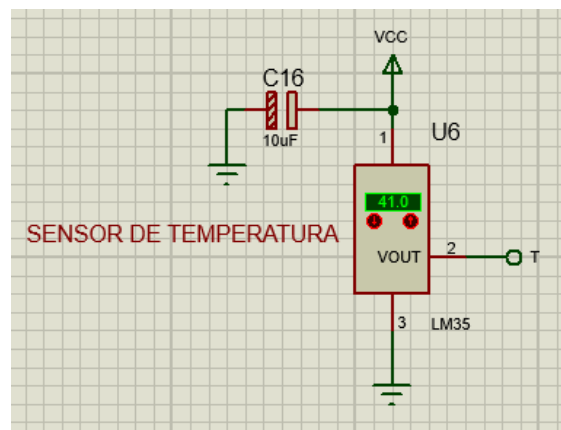 VCC
C16
10uF
1
U6
41.0
SENSOR DE TEMPERATURA
VOUT
2
T
3
LM35